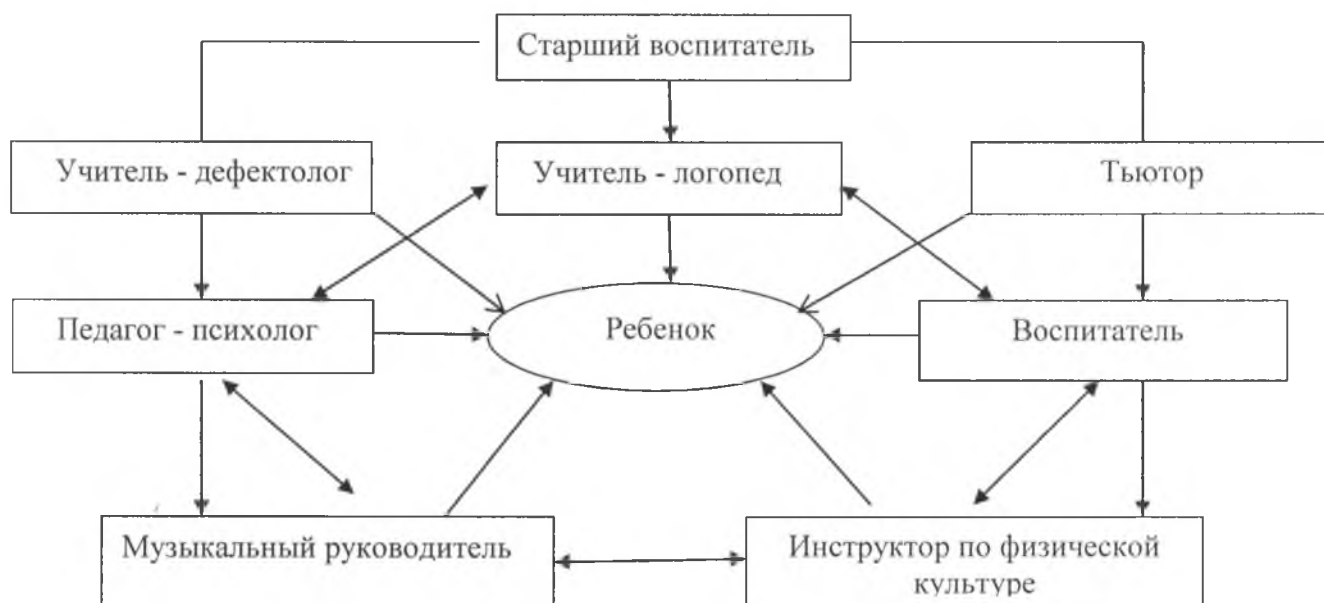 Старший воспитатель
Учитель - дефектолог
Учитель - логопед
Тьютор
Педагог - психолог
Ребенок
Воспитатель
Музыкальный руководитель
Инструктор по физической
культуре